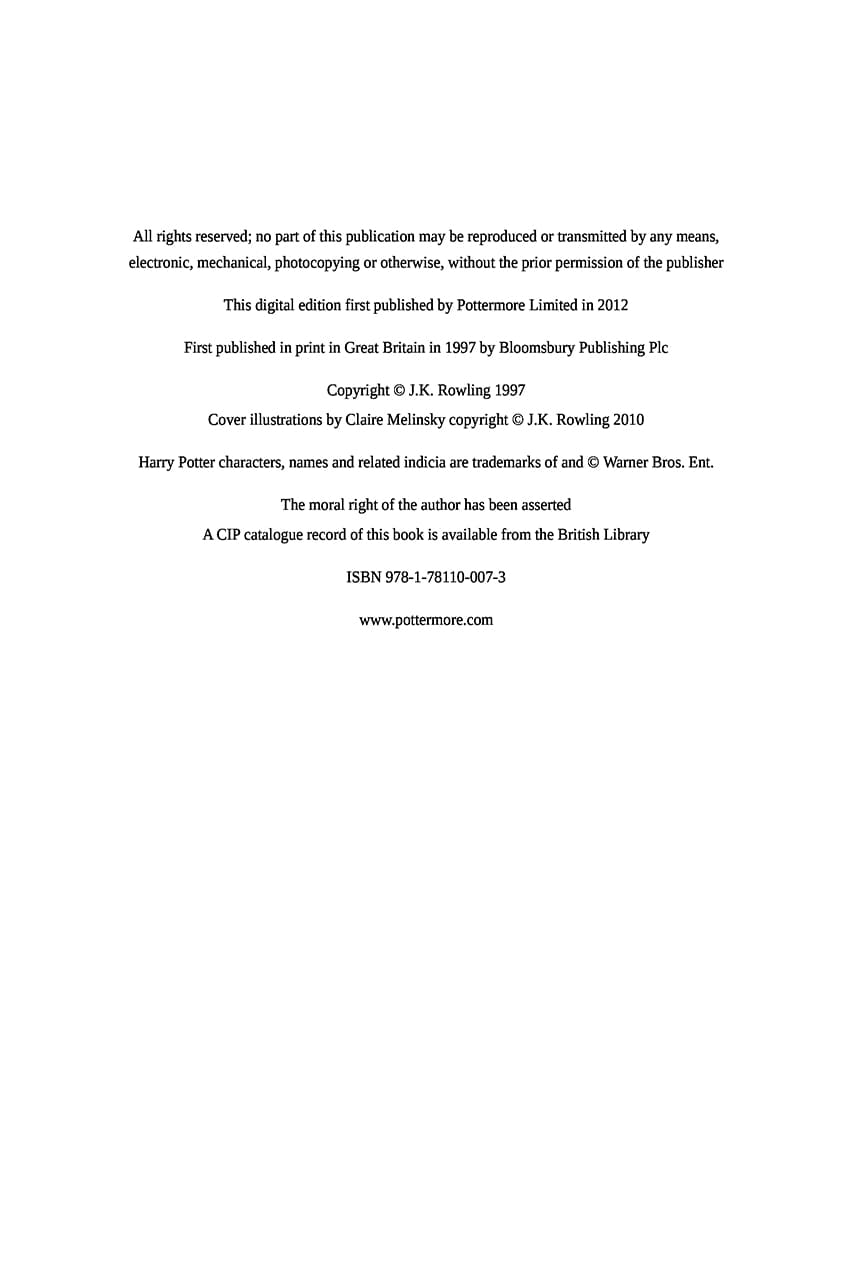 All rights reserved; no part of this publication may be reproduced or transmitted by any means,
electronic, mechanical, photocopying or otherwise, without the prior permission of the publisher
This digital edition first published by Pottermore Limited in 2012
First published in print in Great Britain in 1997 by Bloomsbury Publishing Plc
Copyright © J.K. Rowling 1997
Cover illustrations by Claire Melinsky copyright © J.K. Rowling 2010
Harry Potter characters, names and related indicia are trademarks of and © Warner Bros. Ent.
The moral right of the author has been asserted
A CIP catalogue record of this book is available from the British Library
ISBN 978-1-78110-007-3
www.pottermore.com